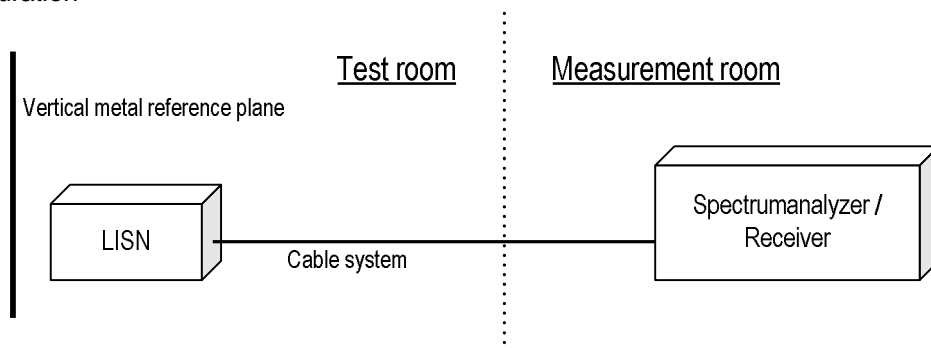 Test room
Measurement room
Vertical metal reference plane
LISN
Cable system
Spectrumanalyzer /
Receiver